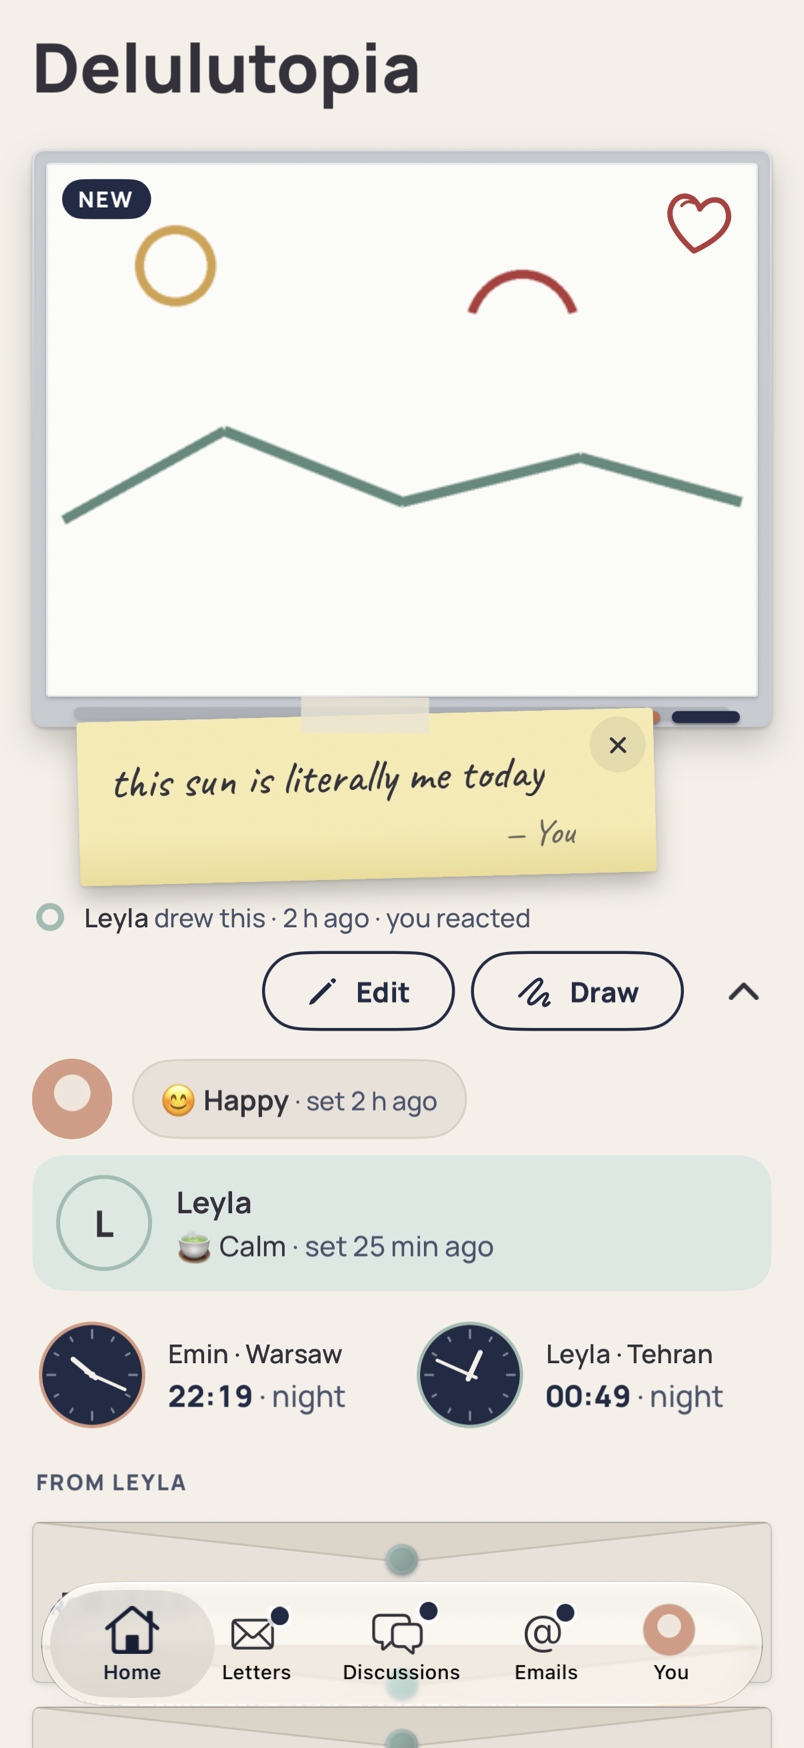 Delulutopia
NEW
this sun is literally me today
– You
Leyla drew this · 2 h ago · you reacted
Edit
Draw
😊 Happy · set 2 h ago
L
Leyla
🍵 Calm · set 25 min ago
Emin · Warsaw
22:19 · night
Leyla · Tehran
00:49 · night
FROM LEYLA
Home
Letters
Discussions
@
Emails
You